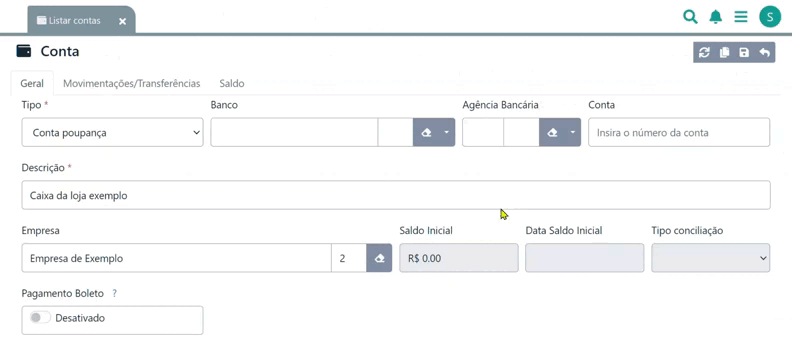 Listar contas
S
Conta
Geral Movimentações/Transferências Saldo
Tipo * Banco Agência Bancária Conta
Conta poupança Insira o número da conta
Descrição *
Caixa da loja exemplo
Empresa Saldo Inicial Data Saldo Inicial Tipo conciliação
Empresa de Exemplo 2 R$ 0.00
Pagamento Boleto ?
Desativado